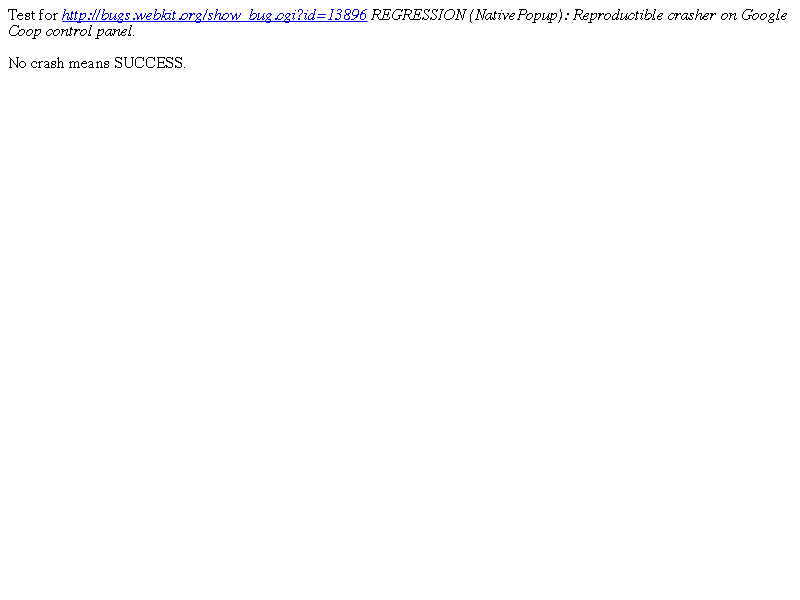 Test for http://bugs.webkit.org/show_bug.cgi?id=13896 REGRESSION (NativePopup): Reproductible crasher on Google
Coop control panel.
No crash means SUCCESS.